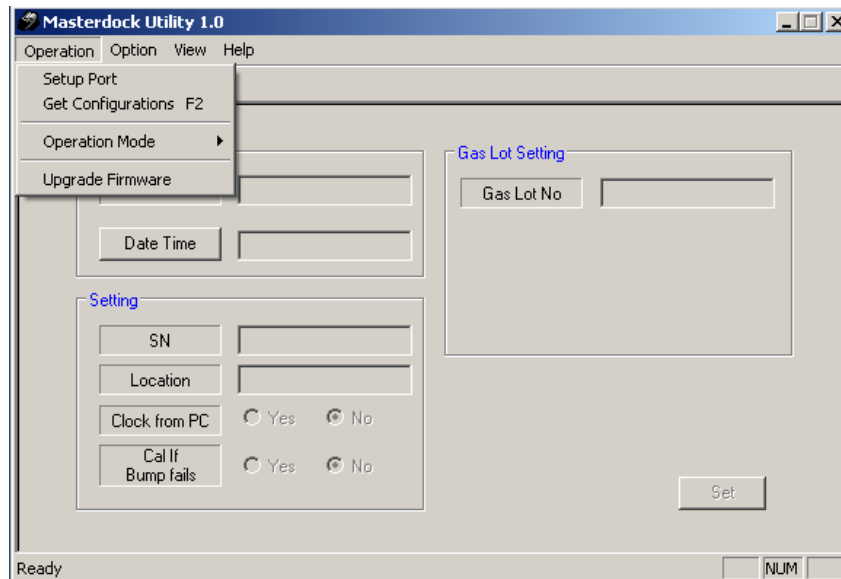 Masterdock Utility 1.0
Operation Option View Help
Setup Port
Get Configurations F2
Operation Mode
Upgrade Firmware
Date Time
Setting
SN
Location
Clock from PC Yes No
Cal If
Bump fails Yes No
Gas Lot Setting
Gas Lot No
Set
Ready NUM